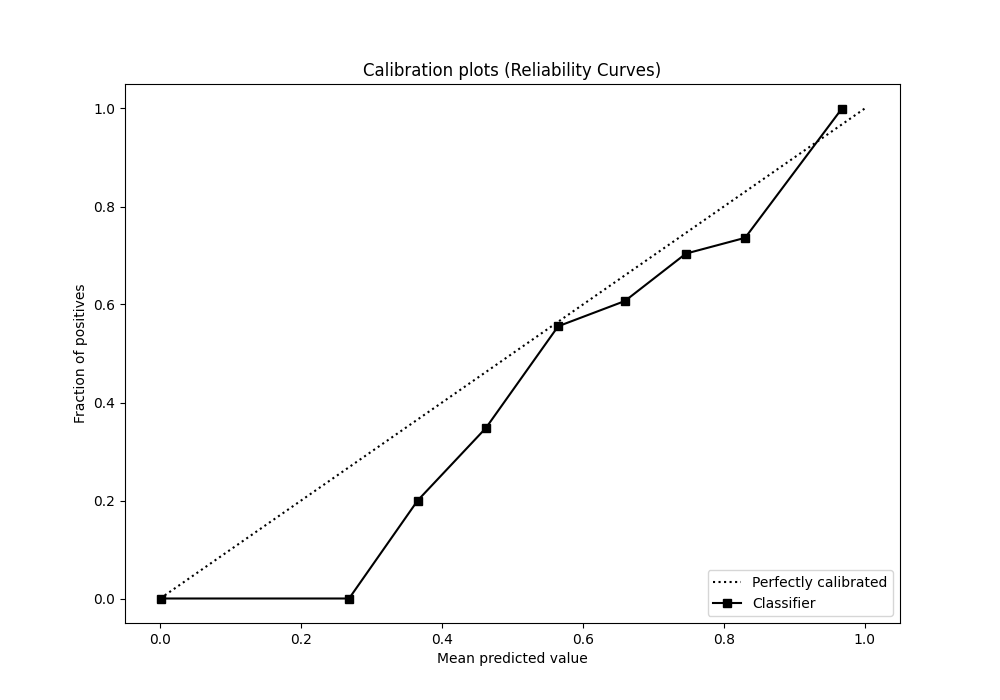 Calibration plots (Reliability Curves)
Fraction of positives
1.0
0.8
0.6
0.4
0.2
0.0
0.0 0.2 0.4 0.6 0.8 1.0
Mean predicted value
Perfectly calibrated
Classifier